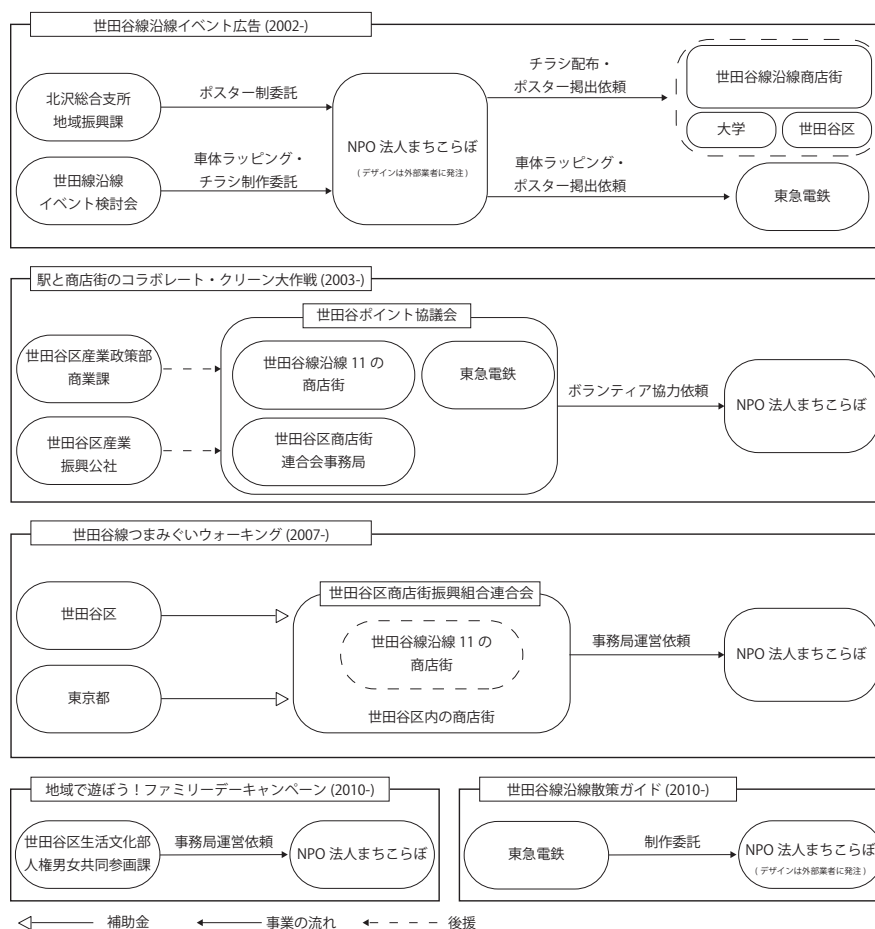 世田谷線沿線イベント広告 (2002-)
北沢総合支所
地域振興課
ポスター制委託
世田線沿線
イベント検討会
車体ラッピング・
チラシ制作委託
NPO 法人まちこらぼ
( デザインは外部業者に発注 )
チラシ配布・
ポスター掲出依頼
世田谷線沿線商店街
大学
世田谷区
車体ラッピング・
ポスター掲出依頼
東急電鉄
駅と商店街のコラボレート・クリーン大作戦 (2003-)
世田谷区産業政策部
商業課
世田谷区産業
振興公社
世田谷ポイント協議会
世田谷線沿線 11 の
商店街
東急電鉄
世田谷区商店街
連合会事務局
ボランティア協力依頼
NPO 法人まちこらぼ
世田谷線つまみぐいウォーキング (2007-)
世田谷区
東京都
世田谷区商店街振興組合連合会
世田谷線沿線 11 の
商店街
世田谷区内の商店街
事務局運営依頼
NPO 法人まちこらぼ
地域で遊ぼう！ファミリーデーキャンペーン (2010-)
世田谷区生活文化部
人権男女共同参画課
事務局運営依頼
NPO 法人まちこらぼ
世田谷線沿線散策ガイド (2010-)
東急電鉄
制作委託
NPO 法人まちこらぼ
( デザインは外部業者に発注 )
補助金
事業の流れ
後援